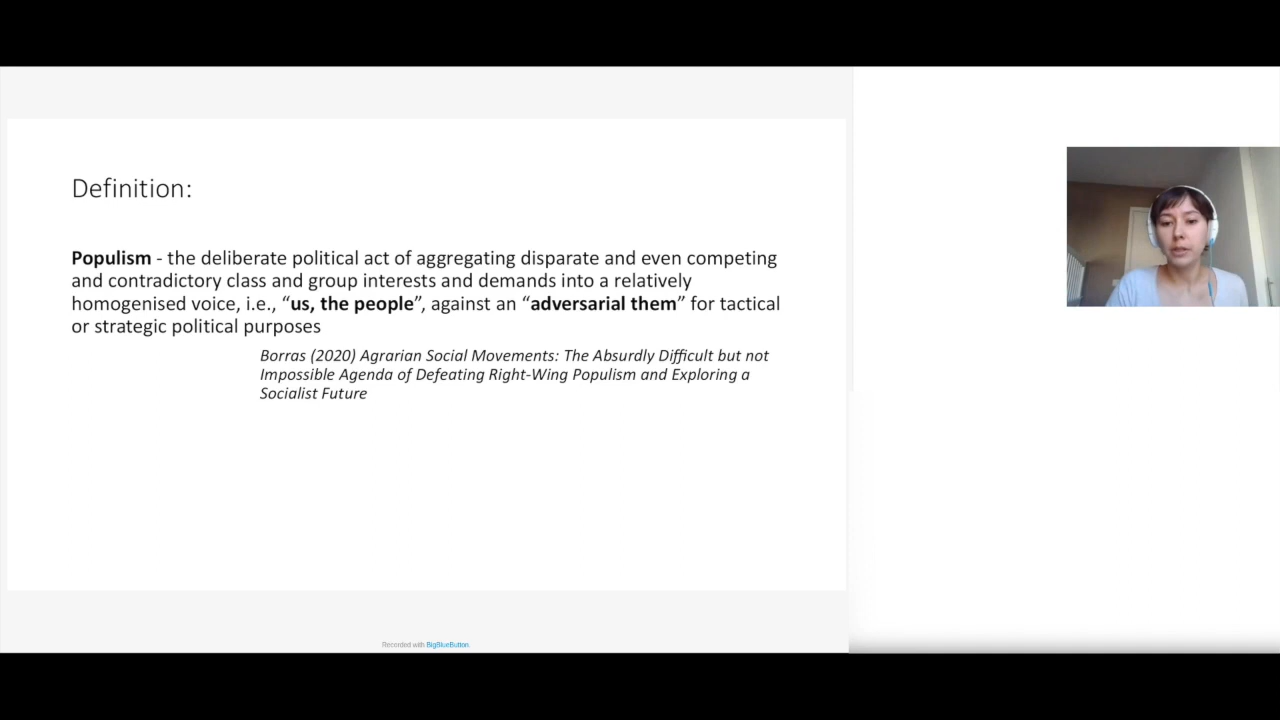 Definition:
Populism - the deliberate political act of aggregating disparate and even competing
and contradictory class and group interests and demands into a relatively
homogenised voice, i.e., “us, the people”, against an “adversarial them” for tactical
or strategic political purposes
Borras (2020) Agrarian Social Movements: The Absurdly Difficult but not
Impossible Agenda of Defeating Right-Wing Populism and Exploring a
Socialist Future
Recorded with BigBlueButton.